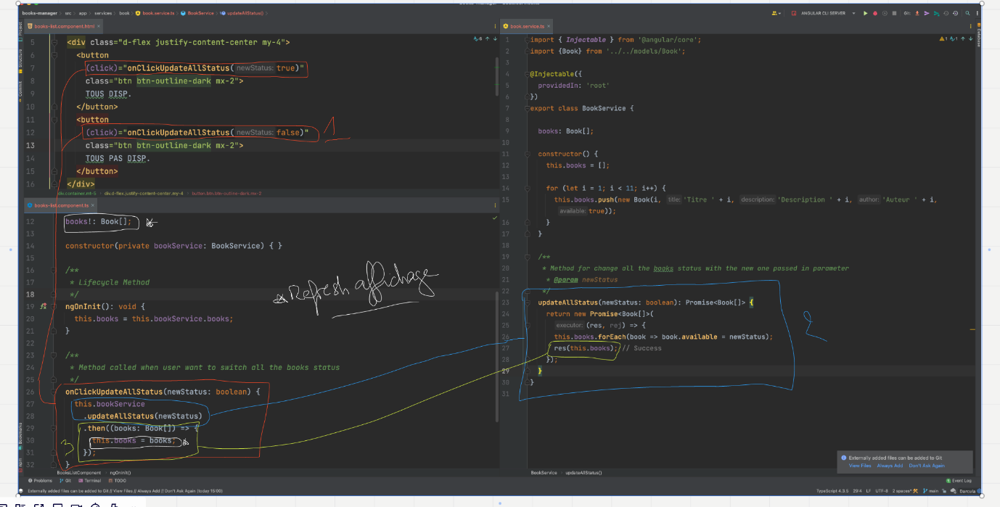 books-manager › src › app › services › book › book.service.ts › BookService › updateAllStatus()
ANGULAR CLI SERVER
Git:
books-list.component.html ×
5 <div class="d-flex justify-content-center my-4">
6 <button
7 (click)="onClickUpdateAllStatus( newStatus: true)"
8 class="btn btn-outline-dark mx-2">
9 TOUS DISP.
10 </button>
11 <button
12 (click)="onClickUpdateAllStatus( newStatus: false)"
13 class="btn btn-outline-dark mx-2">
14 TOUS PAS DISP.
15 </button>
16 </div>
6
1
div.container.mt-5 › div.d-flex.justify-content-center.my-4 › button.btn.btn-outline-dark.mx-2
books-list.component.ts ×
12 books!: Book[];
13
14 constructor(private bookService: BookService) { }
15
16 /**
17 * Lifecycle Method
18 */
19 ngOnInit(): void {
20 this.books = this.bookService.books;
21 }
22
23 /**
24 * Method called when user want to switch all the books status
25 */
26 onClickUpdateAllStatus(newStatus: boolean) {
27 this.bookService
28 .updateAllStatus(newStatus)
29 .then((books: Book[]) => {
30 this.books = books;
31 });
32 }
Refresh affichage
3
BooksListComponent › ngOnInit()
book.service.ts ×
1 import { Injectable } from '@angular/core';
2 import {Book} from '../../models/Book';
3
4 @Injectable({
5 providedIn: 'root'
6 })
7 export class BookService {
8
9 books: Book[];
10
11 constructor() {
12 this.books = [];
13
14 for (let i = 1; i < 11; i++) {
15 this.books.push(new Book(i, title: 'Titre ' + i, description: 'Description ' + i, author: 'Auteur ' + i,
available: true));
16 }
17 }
18
19 /**
20 * Method for change all the books status with the new one passed in parameter
21 * @param newStatus
22 */
23 updateAllStatus(newStatus: boolean): Promise<Book[]> {
24 return new Promise<Book[]>(
25 executor: (res, rej) => {
26 this.books.forEach(book => book.available = newStatus);
27 res(this.books); // Success
28 });
29 }
30 }
31
1 1
2
BookService › updateAllStatus()
Externally added files can be added to Git
View Files Always Add Don't Ask Again
Project
Structure
Commit
Bookmarks
npm
Database
Problems Git Terminal TODO
Event Log
Externally added files can be added to Git // View Files // Always Add // Don't Ask Again (today 15:00)
TypeScript 4.3.5 29:4 LF UTF-8 2 spaces* main Darcula